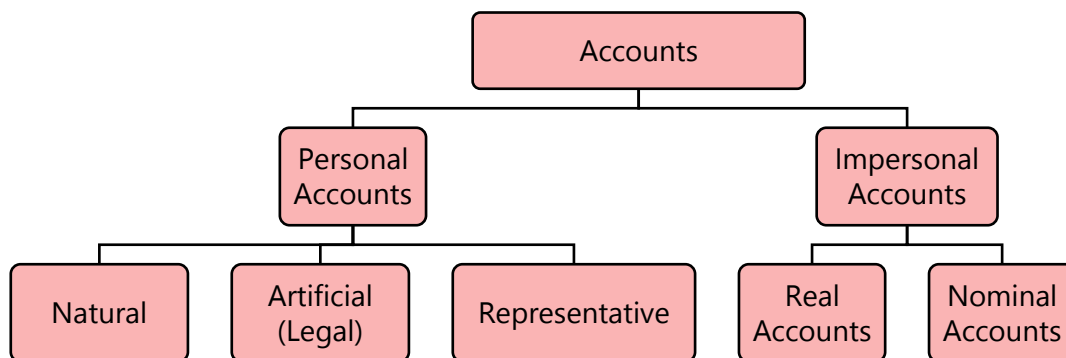 Accounts
Personal
Accounts
Impersonal
Accounts
Natural
Artificial
(Legal)
Representative
Real
Accounts
Nominal
Accounts